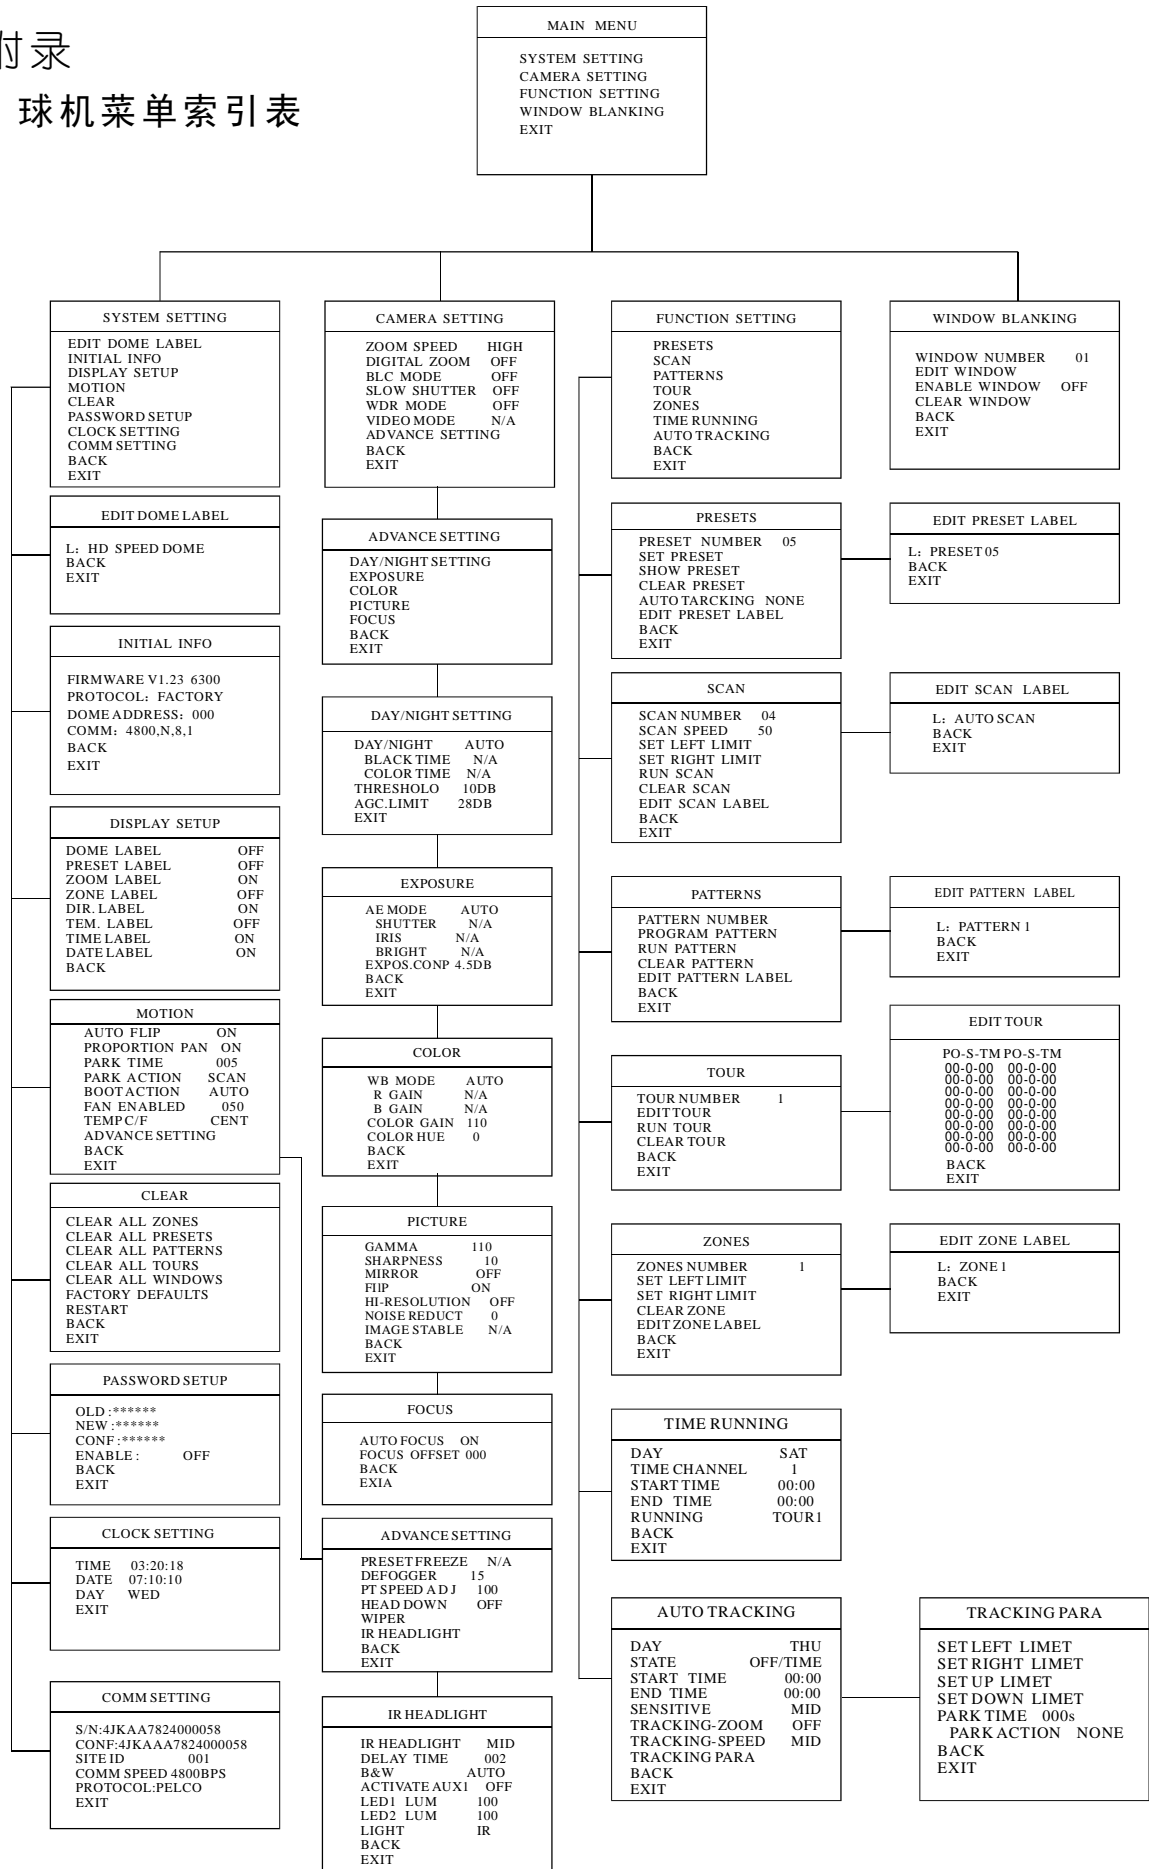 附录
球机菜单索引表
MAIN MENU
SYSTEM SETTING
CAMERA SETTING
FUNCTION SETTING
WINDOW BLANKING
EXIT
SYSTEM SETTING
EDIT DOME LABEL
INITIAL INFO
DISPLAY SETUP
MOTION
CLEAR
PASSWORD SETUP
CLOCK SETTING
COMM SETTING
BACK
EXIT
EDIT DOME LABEL
L: HD SPEED DOME
BACK
EXIT
INITIAL INFO
FIRMWARE V1.23 6300
PROTOCOL: FACTORY
DOME ADDRESS: 000
COMM: 4800,N,8,1
BACK
EXIT
DISPLAY SETUP
DOME LABEL OFF
PRESET LABEL OFF
ZOOM LABEL ON
ZONE LABEL OFF
DIR. LABEL ON
TEM. LABEL OFF
TIME LABEL ON
DATE LABEL ON
BACK
MOTION
AUTO FLIP ON
PROPORTION PAN ON
PARK TIME 005
PARK ACTION SCAN
BOOT ACTION AUTO
FAN ENABLED 050
TEMP C/F CENT
ADVANCE SETTING
BACK
EXIT
CLEAR
CLEAR ALL ZONES
CLEAR ALL PRESETS
CLEAR ALL PATTERNS
CLEAR ALL TOURS
CLEAR ALL WINDOWS
FACTORY DEFAULTS
RESTART
BACK
EXIT
PASSWORD SETUP
OLD :******
NEW :******
CONF :******
ENABLE : OFF
BACK
EXIT
CLOCK SETTING
TIME 03:20:18
DATE 07:10:10
DAY WED
EXIT
COMM SETTING
S/N:4JKAA7824000058
CONF:4JKAAA7824000058
SITE ID 001
COMM SPEED 4800BPS
PROTOCOL:PELCO
EXIT
CAMERA SETTING
ZOOM SPEED HIGH
DIGITAL ZOOM OFF
BLC MODE OFF
SLOW SHUTTER OFF
WDR MODE OFF
VIDEO MODE N/A
ADVANCE SETTING
BACK
EXIT
ADVANCE SETTING
DAY/NIGHT SETTING
EXPOSURE
COLOR
PICTURE
FOCUS
BACK
EXIT
DAY/NIGHT SETTING
DAY/NIGHT AUTO
BLACK TIME N/A
COLOR TIME N/A
THRESHOLO 10DB
AGC.LIMIT 28DB
EXIT
EXPOSURE
AE MODE AUTO
SHUTTER N/A
IRIS N/A
BRIGHT N/A
EXPOS.CONP 4.5DB
BACK
EXIT
COLOR
WB MODE AUTO
R GAIN N/A
B GAIN N/A
COLOR GAIN 110
COLOR HUE 0
BACK
EXIT
PICTURE
GAMMA 110
SHARPNESS 10
MIRROR OFF
FIIP ON
HI-RESOLUTION OFF
NOISE REDUCT 0
IMAGE STABLE N/A
BACK
EXIT
FOCUS
AUTO FOCUS ON
FOCUS OFFSET 000
BACK
EXIA
ADVANCE SETTING
PRESET FREEZE N/A
DEFOGGER 15
PT SPEED A D J 100
HEAD DOWN OFF
WIPER
IR HEADLIGHT
BACK
EXIT
IR HEADLIGHT
IR HEADLIGHT MID
DELAY TIME 002
B&W AUTO
ACTIVATE AUX1 OFF
LED1 LUM 100
LED2 LUM 100
LIGHT IR
BACK
EXIT
FUNCTION SETTING
PRESETS
SCAN
PATTERNS
TOUR
ZONES
TIME RUNNING
AUTO TRACKING
BACK
EXIT
PRESETS
PRESET NUMBER 05
SET PRESET
SHOW PRESET
CLEAR PRESET
AUTO TARCKING NONE
EDIT PRESET LABEL
BACK
EXIT
SCAN
SCAN NUMBER 04
SCAN SPEED 50
SET LEFT LIMIT
SET RIGHT LIMIT
RUN SCAN
CLEAR SCAN
EDIT SCAN LABEL
BACK
EXIT
PATTERNS
PATTERN NUMBER
PROGRAM PATTERN
RUN PATTERN
CLEAR PATTERN
EDIT PATTERN LABEL
BACK
EXIT
TOUR
TOUR NUMBER 1
EDIT TOUR
RUN TOUR
CLEAR TOUR
BACK
EXIT
ZONES
ZONES NUMBER 1
SET LEFT LIMIT
SET RIGHT LIMIT
CLEAR ZONE
EDIT ZONE LABEL
BACK
EXIT
TIME RUNNING
DAY SAT
TIME CHANNEL 1
START TIME 00:00
END TIME 00:00
RUNNING TOUR1
BACK
EXIT
AUTO TRACKING
DAY THU
STATE OFF/TIME
START TIME 00:00
END TIME 00:00
SENSITIVE MID
TRACKING-ZOOM OFF
TRACKING-SPEED MID
TRACKING PARA
BACK
EXIT
WINDOW BLANKING
WINDOW NUMBER 01
EDIT WINDOW
ENABLE WINDOW OFF
CLEAR WINDOW
BACK
EXIT
EDIT PRESET LABEL
L: PRESET 05
BACK
EXIT
EDIT SCAN LABEL
L: AUTO SCAN
BACK
EXIT
EDIT PATTERN LABEL
L: PATTERN 1
BACK
EXIT
EDIT TOUR
PO-S-TM PO-S-TM
00-0-00 00-0-00
00-0-00 00-0-00
00-0-00 00-0-00
00-0-00 00-0-00
00-0-00 00-0-00
00-0-00 00-0-00
00-0-00 00-0-00
00-0-00 00-0-00
BACK
EXIT
EDIT ZONE LABEL
L: ZONE 1
BACK
EXIT
TRACKING PARA
SET LEFT LIMET
SET RIGHT LIMET
SET UP LIMET
SET DOWN LIMET
PARK TIME 000s
PARK ACTION NONE
BACK
EXIT